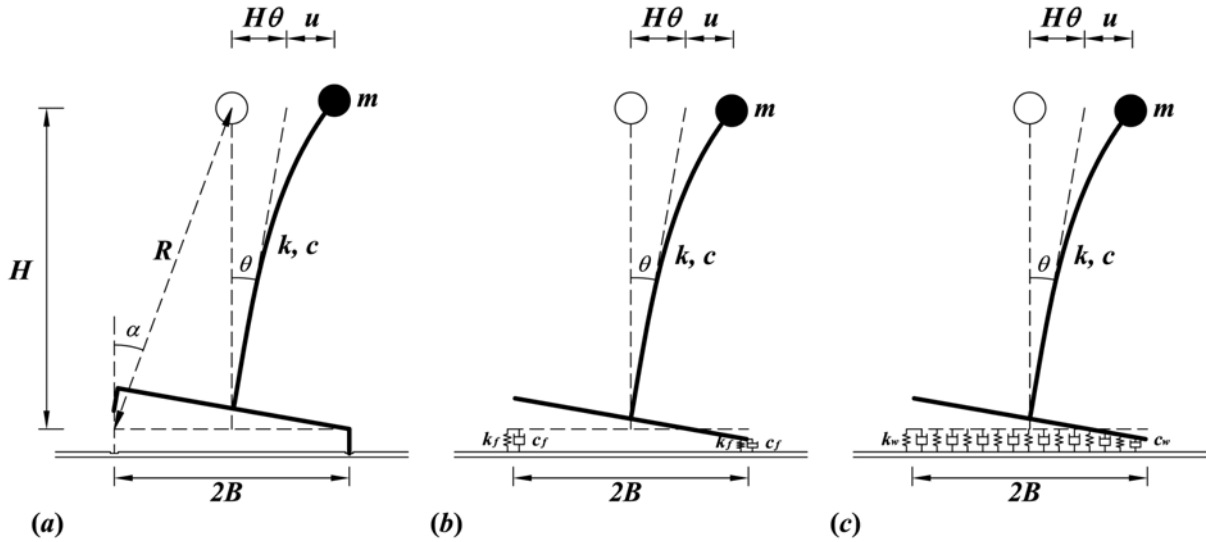 Hθ u
m
H
R
α
θ
k, c
2B
(a)
Hθ u
m
θ
k, c
k_f c_f
k_f c_f
2B
(b)
Hθ u
m
θ
k, c
k_w c_w
2B
(c)